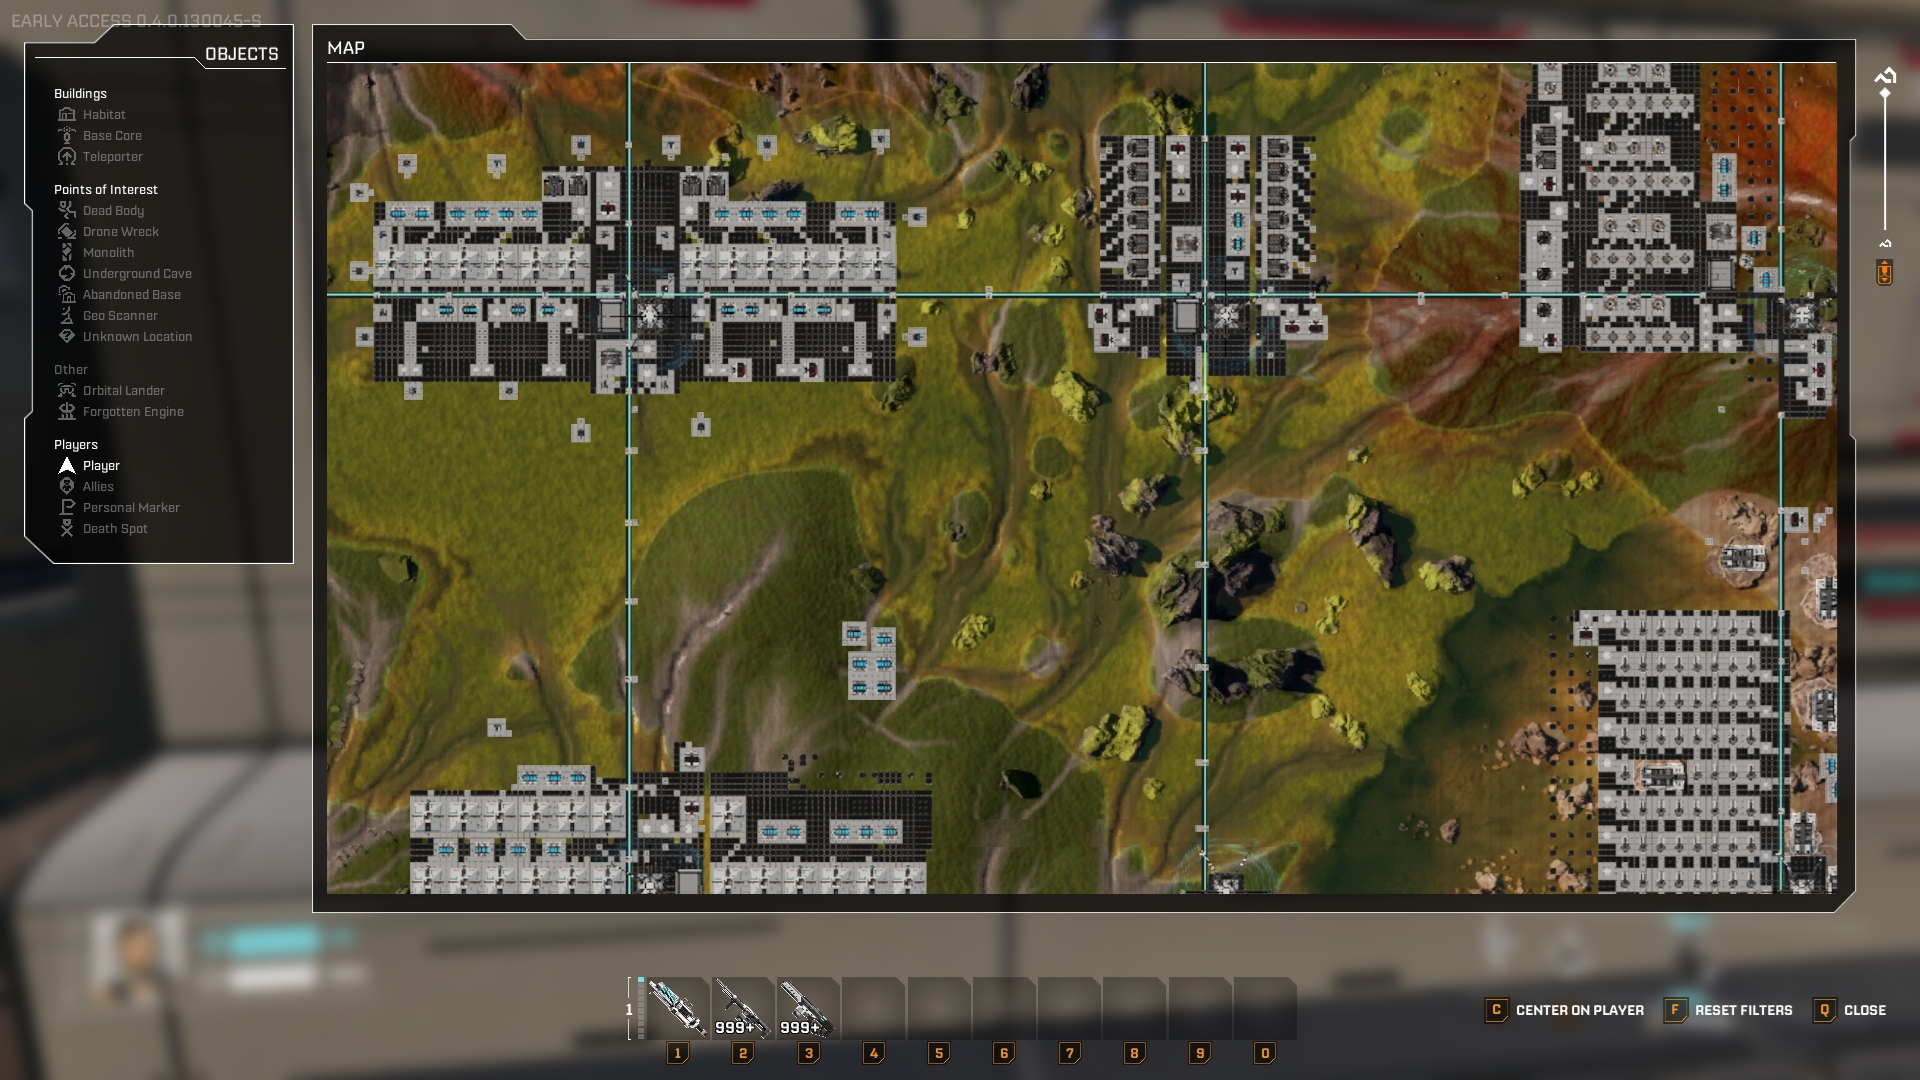 EARLY ACCESS 0.4.0.130045-S
OBJECTS
Buildings
Habitat
Base Core
Teleporter
Points of Interest
Dead Body
Drone Wreck
Monolith
Underground Cave
Abandoned Base
Geo Scanner
Unknown Location
Other
Orbital Lander
Forgotten Engine
Players
Player
Allies
Personal Marker
Death Spot
MAP
1
999+ 999+
1 2 3 4 5 6 7 8 9 0
C CENTER ON PLAYER F RESET FILTERS Q CLOSE